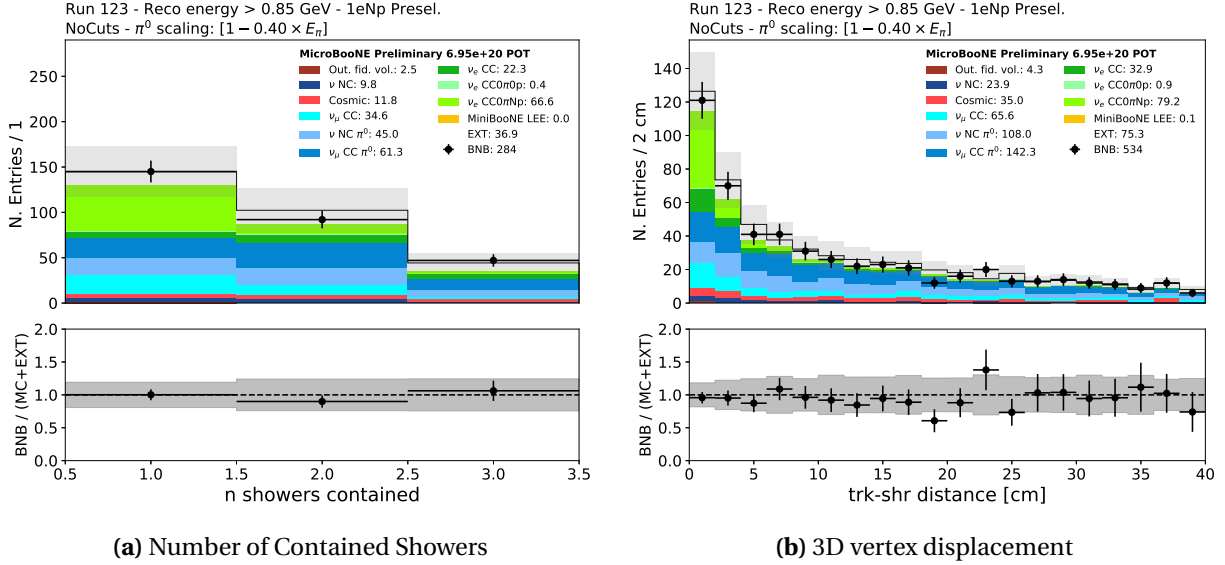 Run 123 - Reco energy > 0.85 GeV - 1eNp Presel.
NoCuts - π⁰ scaling: [1 − 0.40 × E_π]
MicroBooNE Preliminary 6.95e+20 POT
Out. fid. vol.: 2.5
ν NC: 9.8
Cosmic: 11.8
ν_μ CC: 34.6
ν NC π⁰: 45.0
ν_μ CC π⁰: 61.3
ν_e CC: 22.3
ν_e CC0π0p: 0.4
ν_e CC0πNp: 66.6
MiniBooNE LEE: 0.0
EXT: 36.9
BNB: 284
N. Entries / 1
250
200
150
100
50
0
BNB / (MC+EXT)
2.0
1.5
1.0
0.5
0.0
0.5 1.0 1.5 2.0 2.5 3.0 3.5
n showers contained
(a) Number of Contained Showers
Run 123 - Reco energy > 0.85 GeV - 1eNp Presel.
NoCuts - π⁰ scaling: [1 − 0.40 × E_π]
MicroBooNE Preliminary 6.95e+20 POT
Out. fid. vol.: 4.3
ν NC: 23.9
Cosmic: 35.0
ν_μ CC: 65.6
ν NC π⁰: 108.0
ν_μ CC π⁰: 142.3
ν_e CC: 32.9
ν_e CC0π0p: 0.9
ν_e CC0πNp: 79.2
MiniBooNE LEE: 0.1
EXT: 75.3
BNB: 534
N. Entries / 2 cm
140
120
100
80
60
40
20
0
BNB / (MC+EXT)
2.0
1.5
1.0
0.5
0.0
0 5 10 15 20 25 30 35 40
trk-shr distance [cm]
(b) 3D vertex displacement